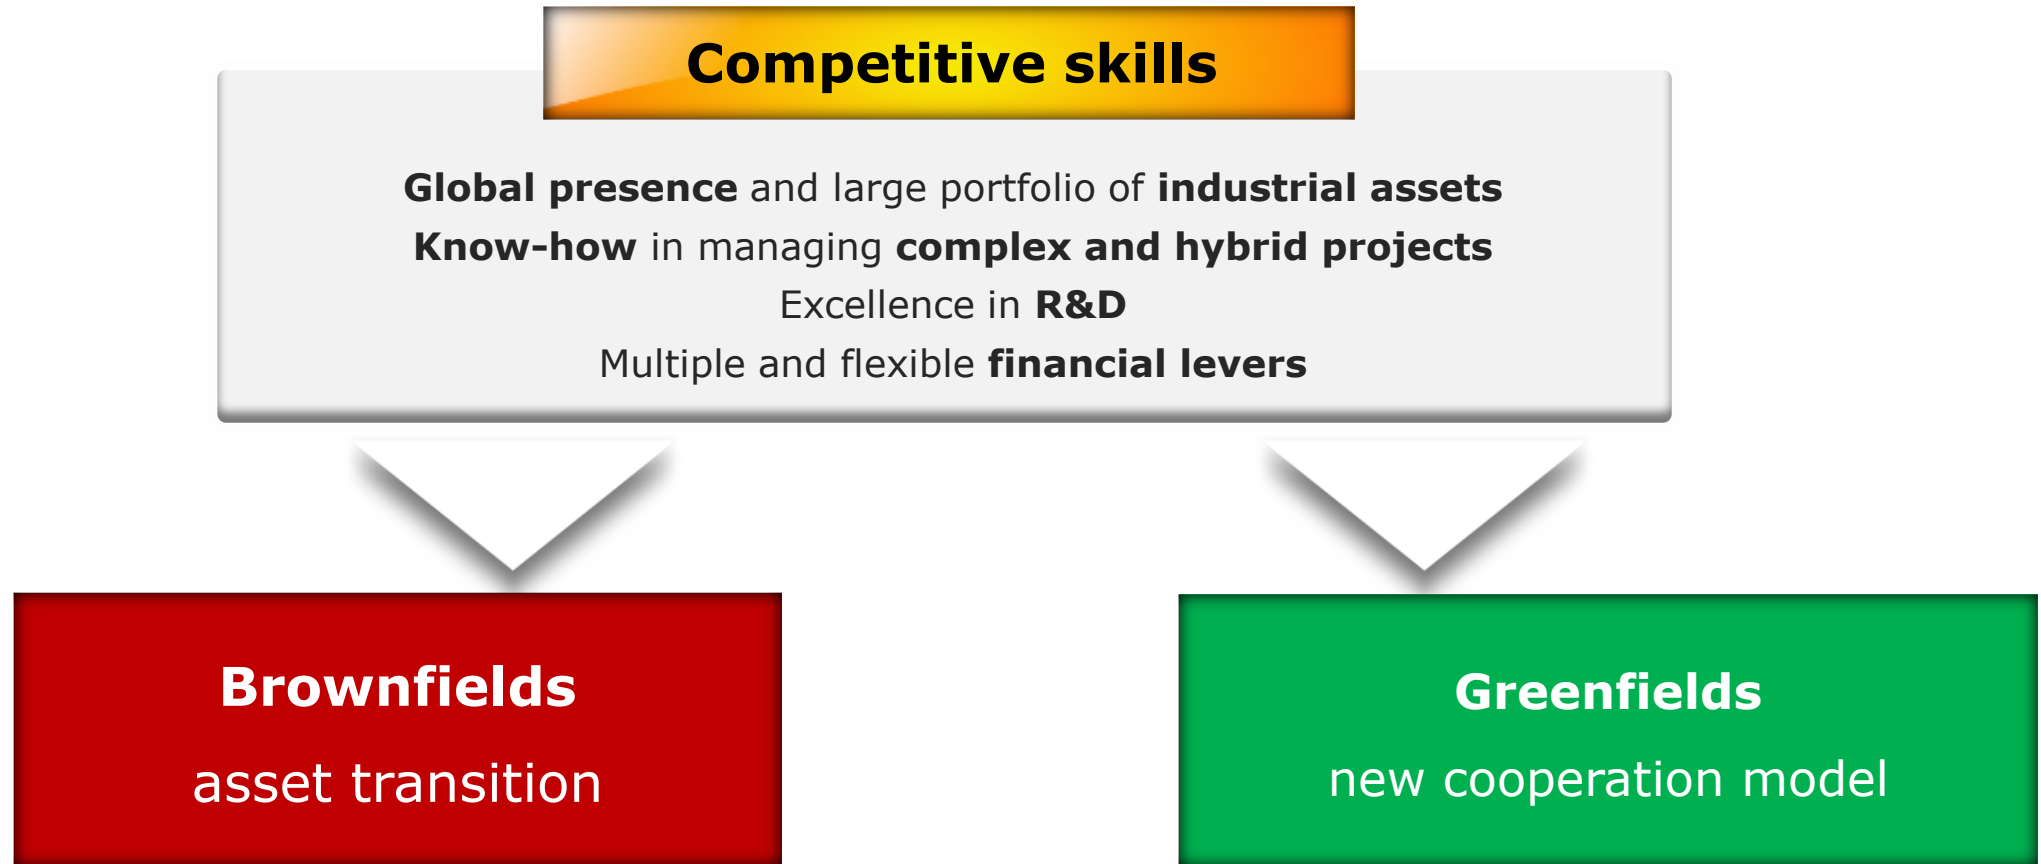 Competitive skills
Global presence and large portfolio of industrial assets
Know-how in managing complex and hybrid projects
Excellence in R&D
Multiple and flexible financial levers
Brownfields
asset transition
Greenfields
new cooperation model